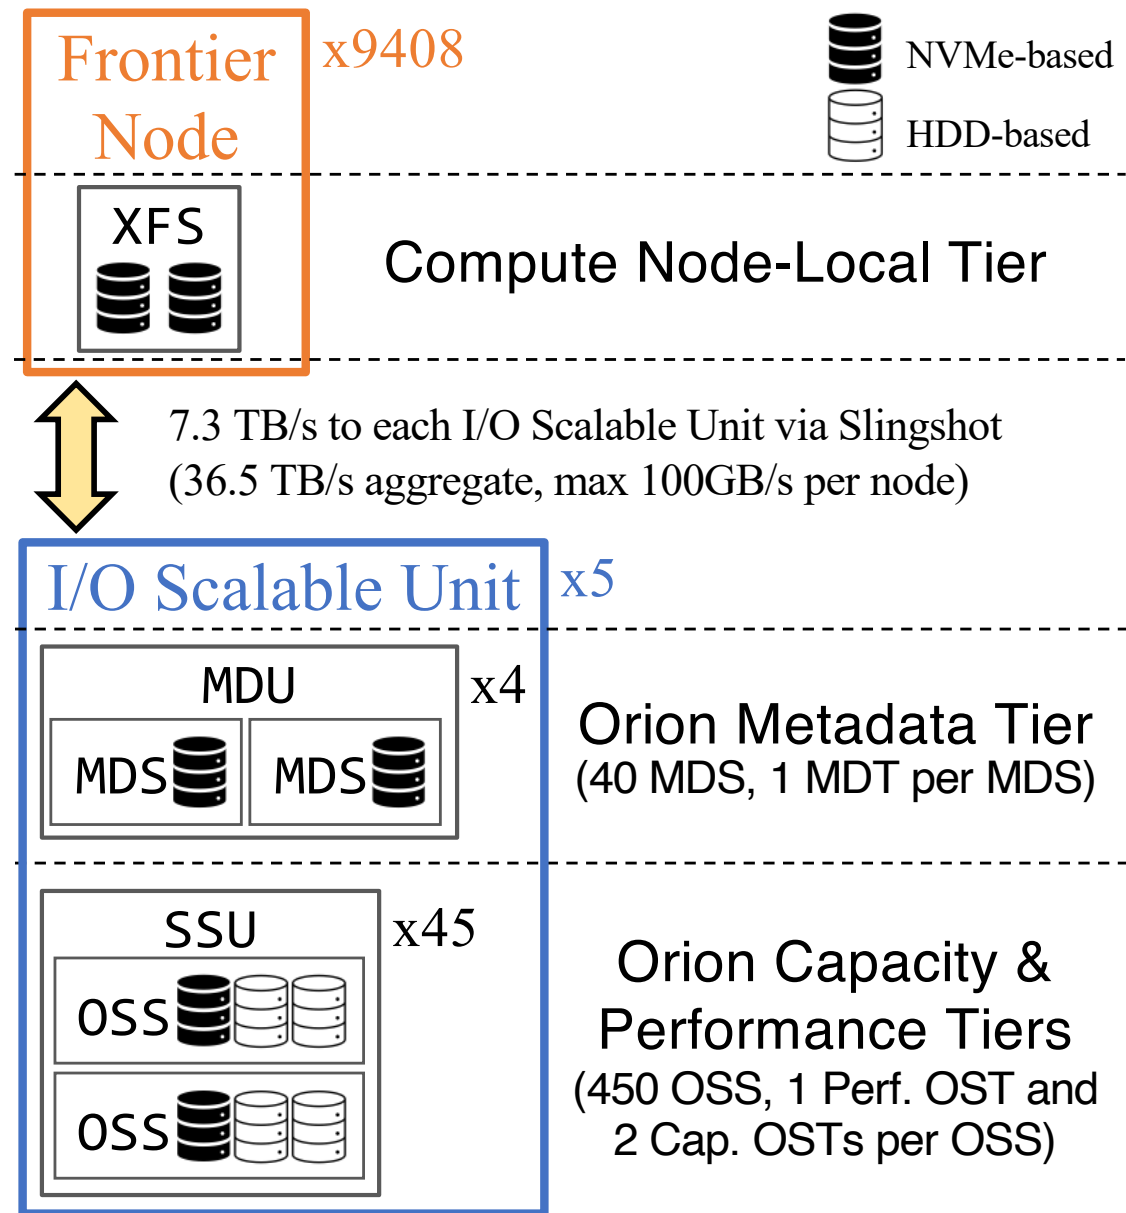 Frontier
Node
x9408
NVMe-based
HDD-based
XFS
Compute Node-Local Tier
7.3 TB/s to each I/O Scalable Unit via Slingshot
(36.5 TB/s aggregate, max 100GB/s per node)
I/O Scalable Unit
x5
MDU
x4
MDS
MDS
Orion Metadata Tier
(40 MDS, 1 MDT per MDS)
SSU
x45
OSS
OSS
Orion Capacity &
Performance Tiers
(450 OSS, 1 Perf. OST and
2 Cap. OSTs per OSS)